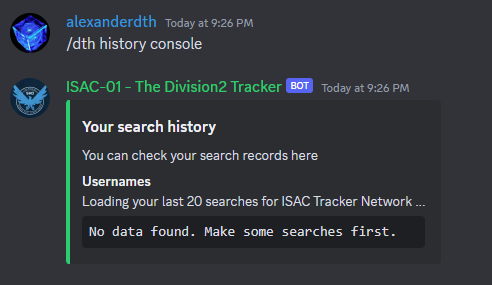 alexanderdth Today at 9:26 PM
/dth history console
ISAC-01 - The Division2 Tracker BOT Today at 9:26 PM
Your search history
You can check your search records here
Usernames
Loading your last 20 searches for ISAC Tracker Network ...
No data found. Make some searches first.